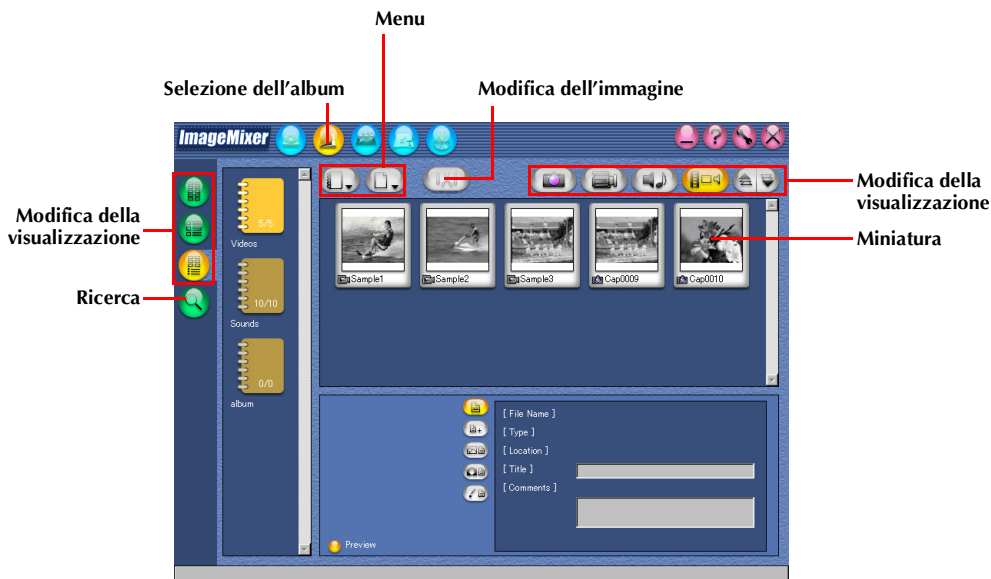 Menu
Selezione dell'album
Modifica dell'immagine
ImageMixer
?
Modifica della
visualizzazione
Modifica della
visualizzazione
Miniatura
Ricerca
5/5
Videos
10/10
Sounds
0/0
album
Sample1
Sample2
Sample3
Cap0009
Cap0010
[ File Name ]
[ Type ]
[ Location ]
[ Title ]
[ Comments ]
Preview